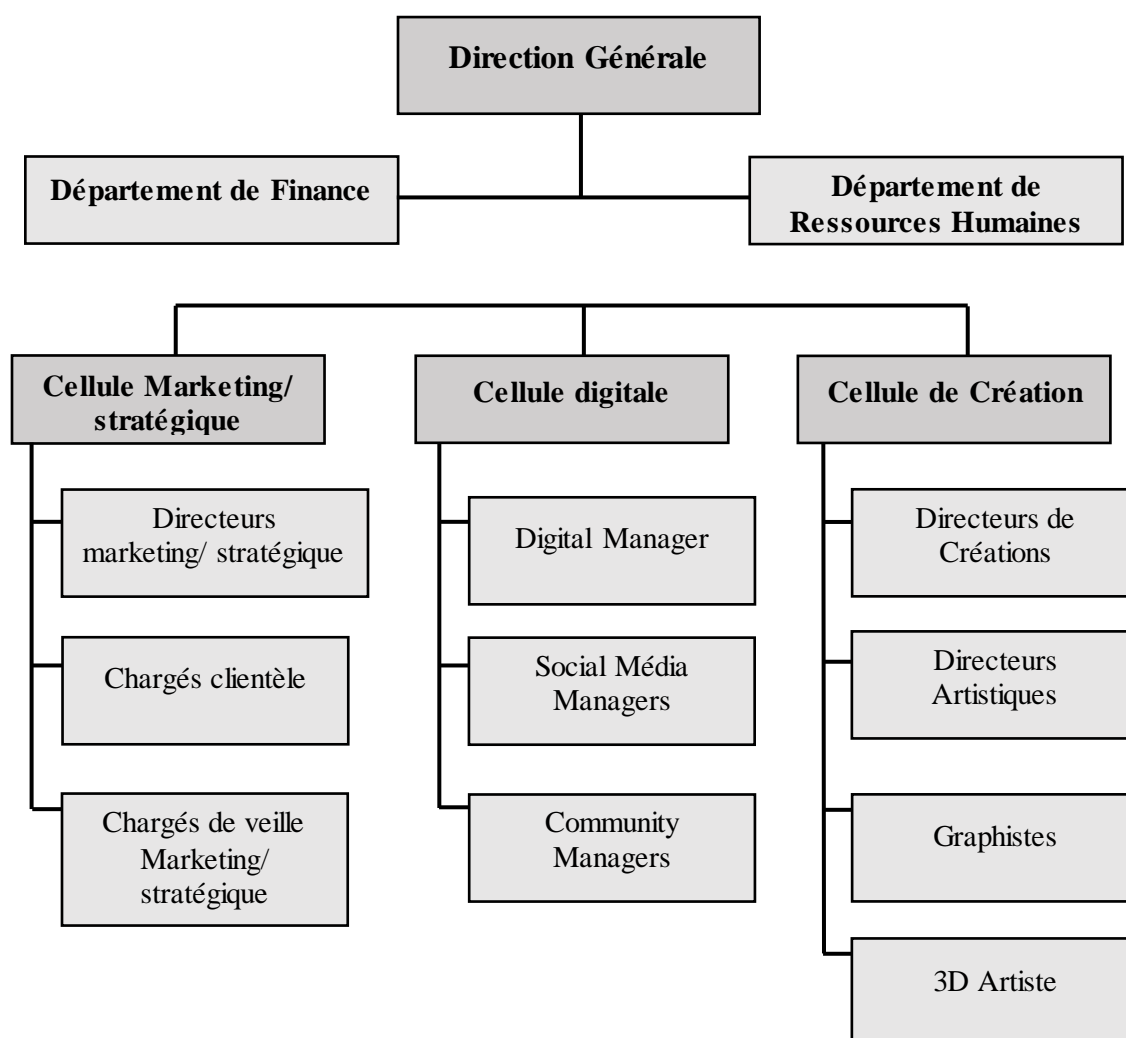 Direction Générale
Département de Finance
Département de
Ressources Humaines
Cellule Marketing/
stratégique
Cellule digitale
Cellule de Création
Directeurs
marketing/ stratégique
Chargés clientèle
Chargés de veille
Marketing/
stratégique
Digital Manager
Social Média
Managers
Community
Managers
Directeurs de
Créations
Directeurs
Artistiques
Graphistes
3D Artiste